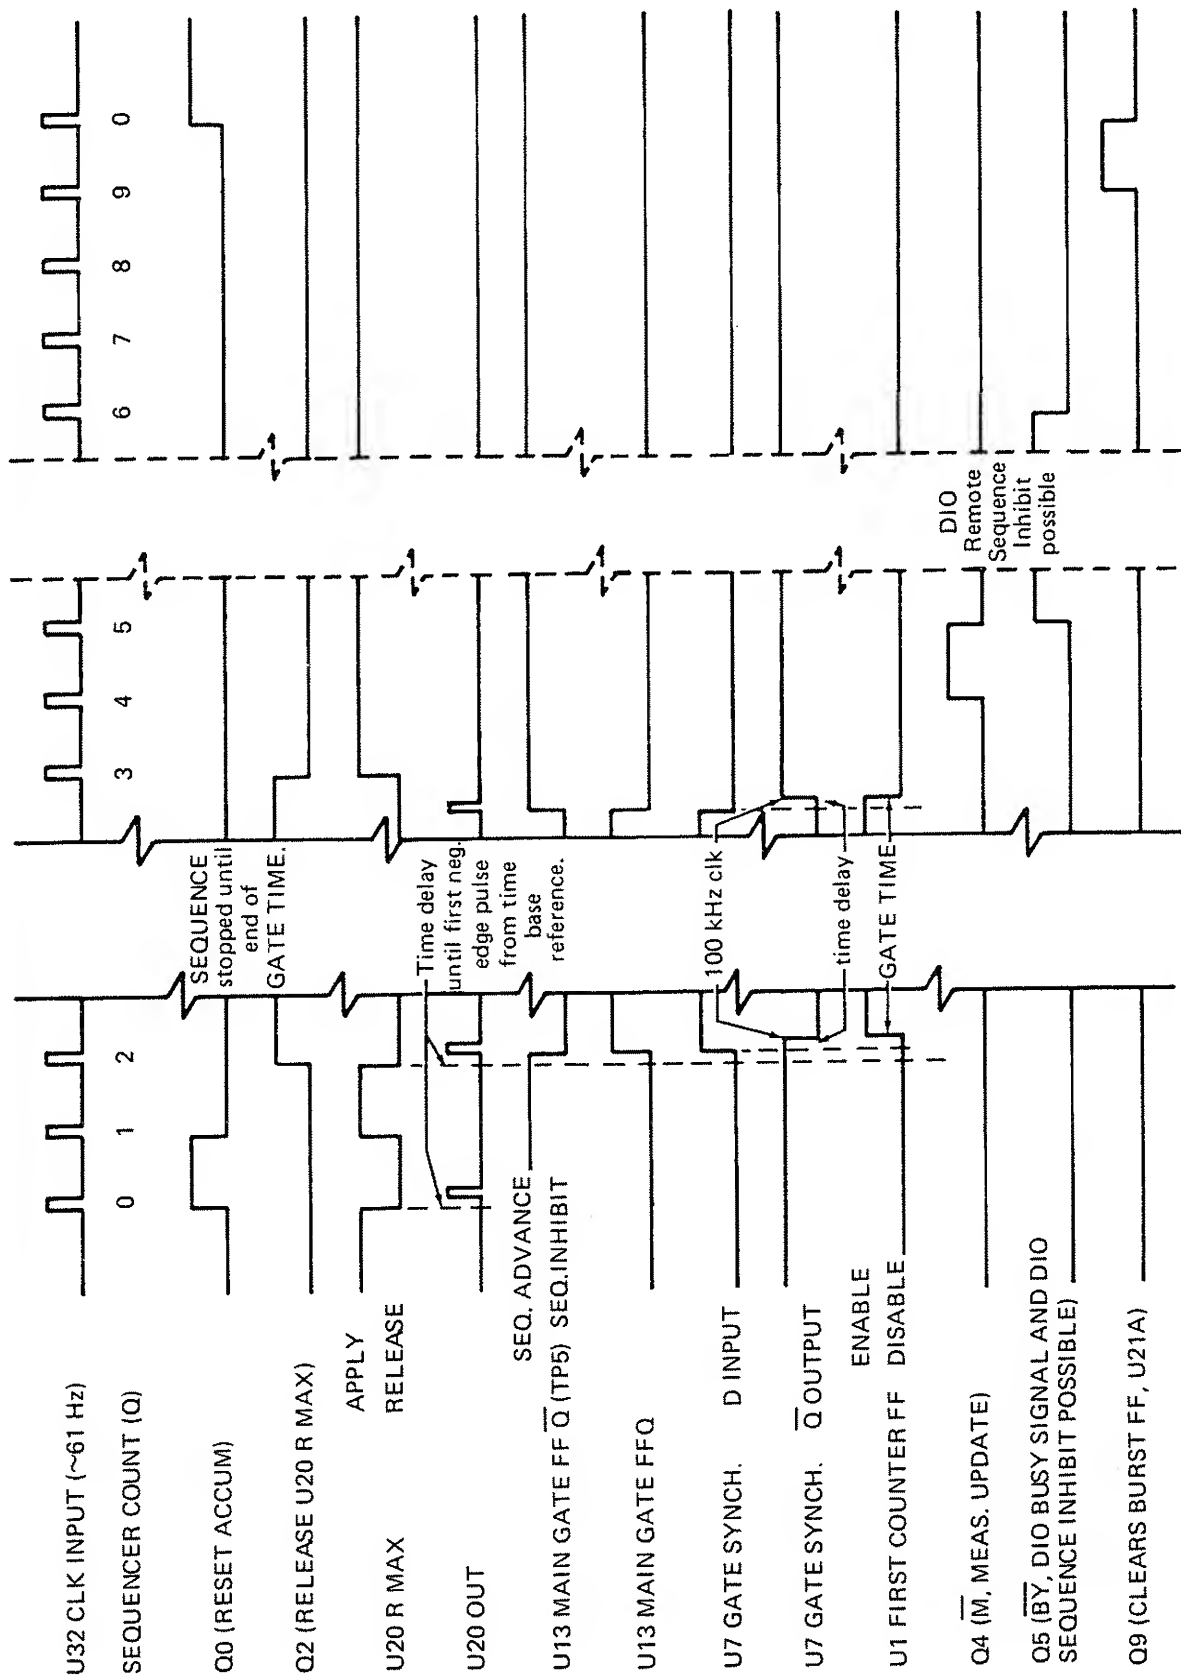 U32 CLK INPUT (~61 Hz)
SEQUENCER COUNT (Q)
0 1 2 3 4 5 6 7 8 9 0
Q0 (RESET ACCUM)
SEQUENCE
stopped until
end of
GATE TIME.
Q2 (RELEASE U20 R MAX)
APPLY
U20 R MAX RELEASE
Time delay
until first neg.
edge pulse
from time
base
reference.
U20 OUT
SEQ. ADVANCE
U13 MAIN GATE FF Q̅ (TP5) SEQ.INHIBIT
U13 MAIN GATE FFQ
U7 GATE SYNCH. D INPUT
100 kHz clk
U7 GATE SYNCH. Q̅ OUTPUT
time delay
ENABLE
U1 FIRST COUNTER FF DISABLE
GATE TIME
Q4 (M̅, MEAS. UPDATE)
DIO
Remote
Sequence
Inhibit
possible
Q̅5̅ (B̅Y̅, DIO BUSY SIGNAL AND DIO
SEQUENCE INHIBIT POSSIBLE)
Q9 (CLEARS BURST FF, U21A)